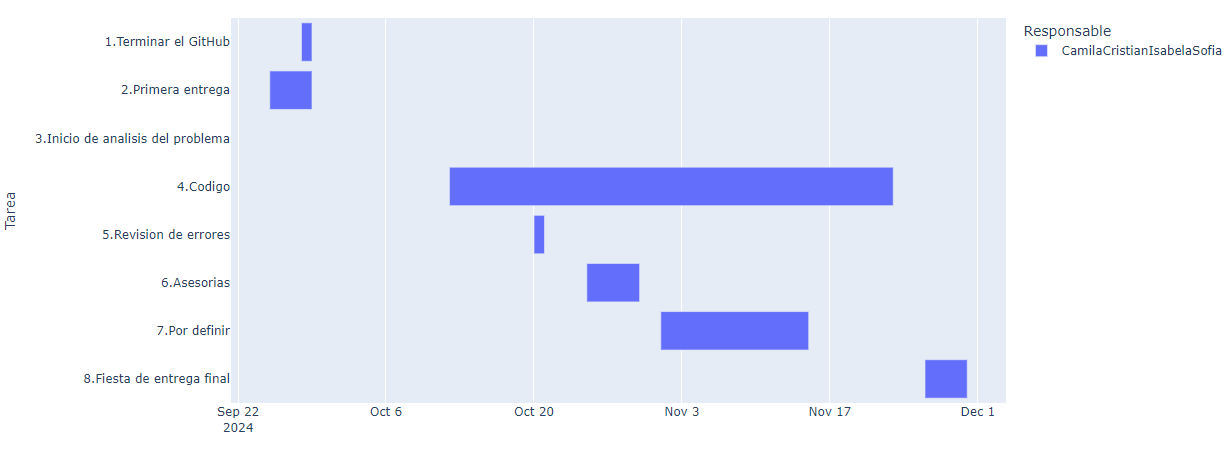 Responsable
CamilaCristianIsabelaSofia
Tarea
1.Terminar el GitHub
2.Primera entrega
3.Inicio de analisis del problema
4.Codigo
5.Revision de errores
6.Asesorias
7.Por definir
8.Fiesta de entrega final
Sep 22 Oct 6 Oct 20 Nov 3 Nov 17 Dec 1
2024